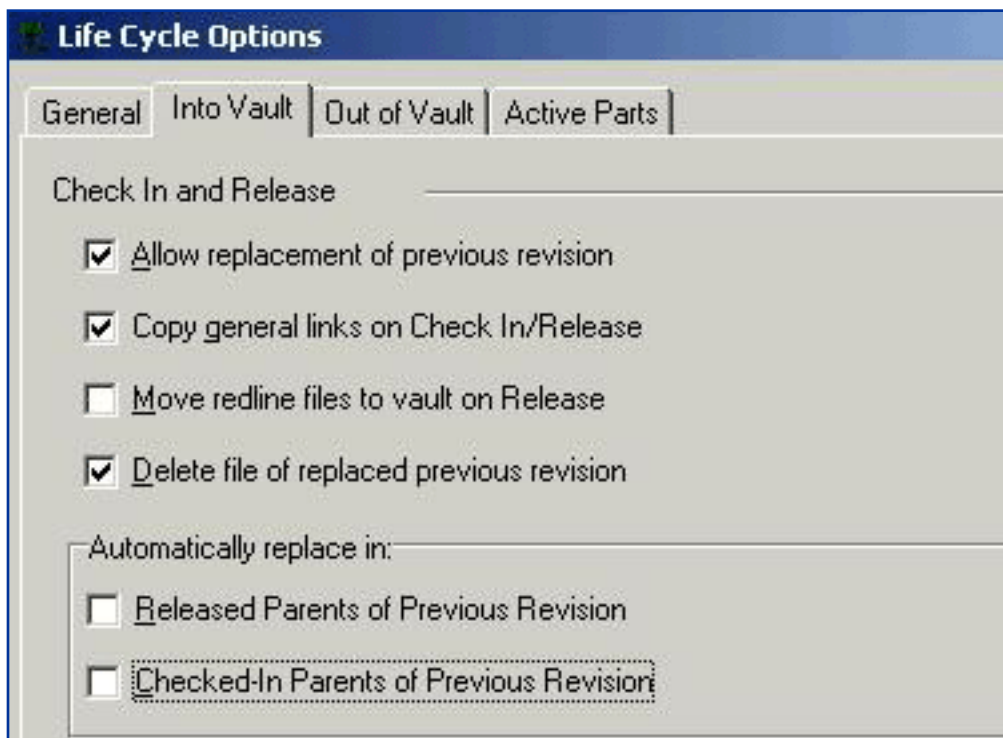 Life Cycle Options
General Into Vault Out of Vault Active Parts
Check In and Release
Allow replacement of previous revision
Copy general links on Check In/Release
Move redline files to vault on Release
Delete file of replaced previous revision
Automatically replace in:
Released Parents of Previous Revision
Checked-In Parents of Previous Revision